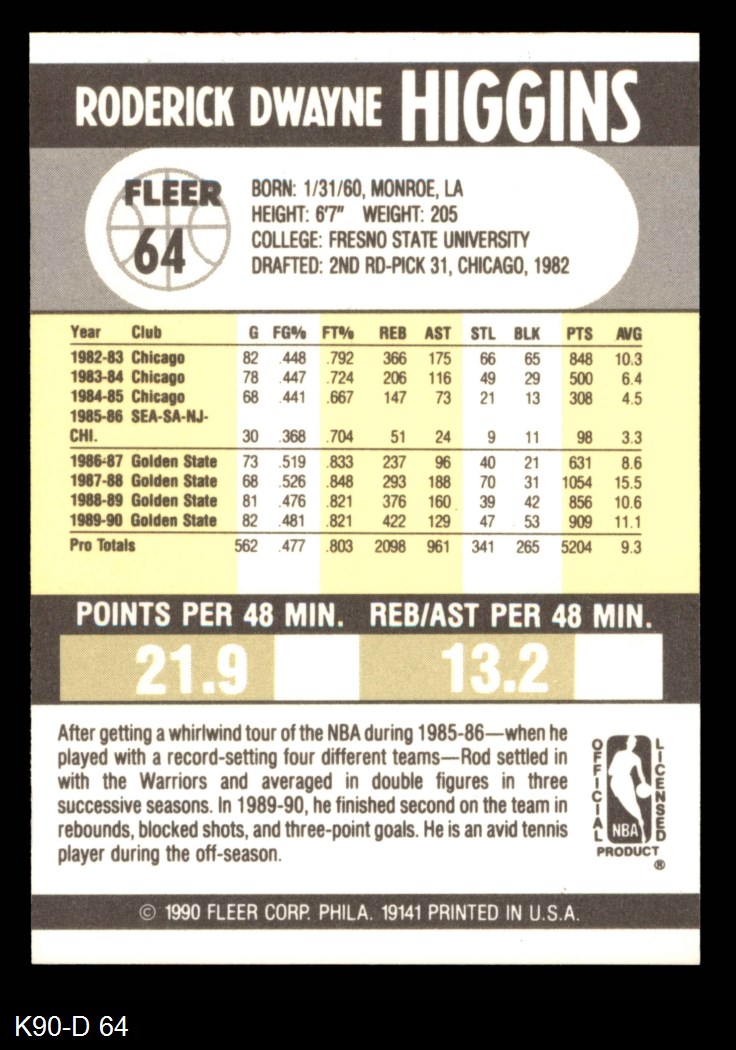 RODERICK DWAYNE HIGGINS
FLEER
64
BORN: 1/31/60, MONROE, LA
HEIGHT: 6'7" WEIGHT: 205
COLLEGE: FRESNO STATE UNIVERSITY
DRAFTED: 2ND RD-PICK 31, CHICAGO, 1982
Year Club G FG% FT% REB AST STL BLK PTS AVG
1982-83 Chicago 82 .448 .792 366 175 66 65 848 10.3
1983-84 Chicago 78 .447 .724 206 116 49 29 500 6.4
1984-85 Chicago 68 .441 .667 147 73 21 13 308 4.5
1985-86 SEA-SA-NJ-
CHI. 30 .368 .704 51 24 9 11 98 3.3
1986-87 Golden State 73 .519 .833 237 96 40 21 631 8.6
1987-88 Golden State 68 .526 .848 293 188 70 31 1054 15.5
1988-89 Golden State 81 .476 .821 376 160 39 42 856 10.6
1989-90 Golden State 82 .481 .821 422 129 47 53 909 11.1
Pro Totals 562 .477 .803 2098 961 341 265 5204 9.3
POINTS PER 48 MIN. REB/AST PER 48 MIN.
21.9 13.2
After getting a whirlwind tour of the NBA during 1985-86—when he
played with a record-setting four different teams—Rod settled in
with the Warriors and averaged in double figures in three
successive seasons. In 1989-90, he finished second on the team in
rebounds, blocked shots, and three-point goals. He is an avid tennis
player during the off-season.
OFFICIAL LICENSED
NBA
PRODUCT
®
© 1990 FLEER CORP. PHILA. 19141 PRINTED IN U.S.A.
K90-D 64